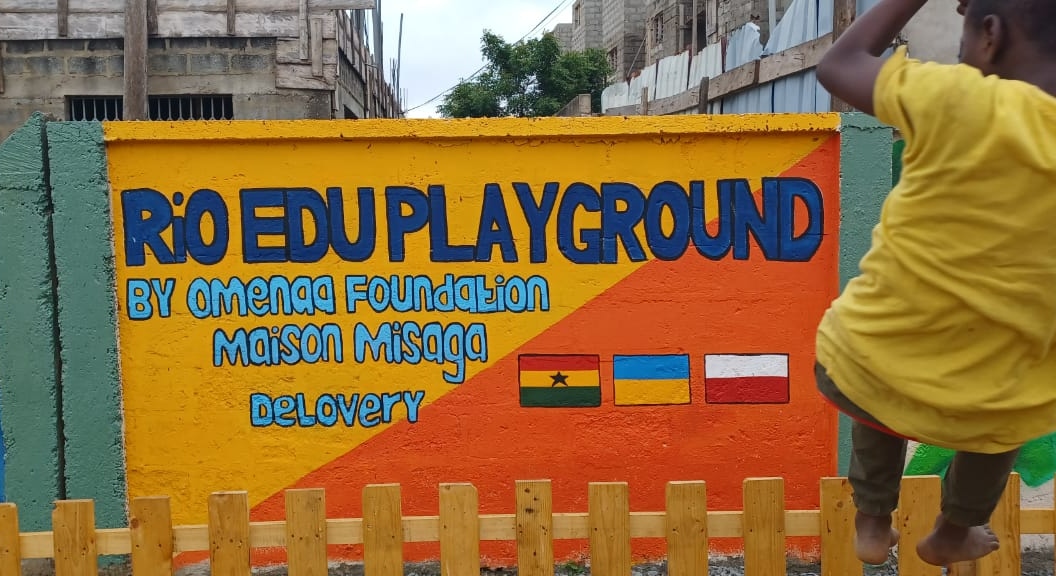 RiO EDU PLAYGROUND
BY Omenaa Foundation
Maison Misaga
DeLovery